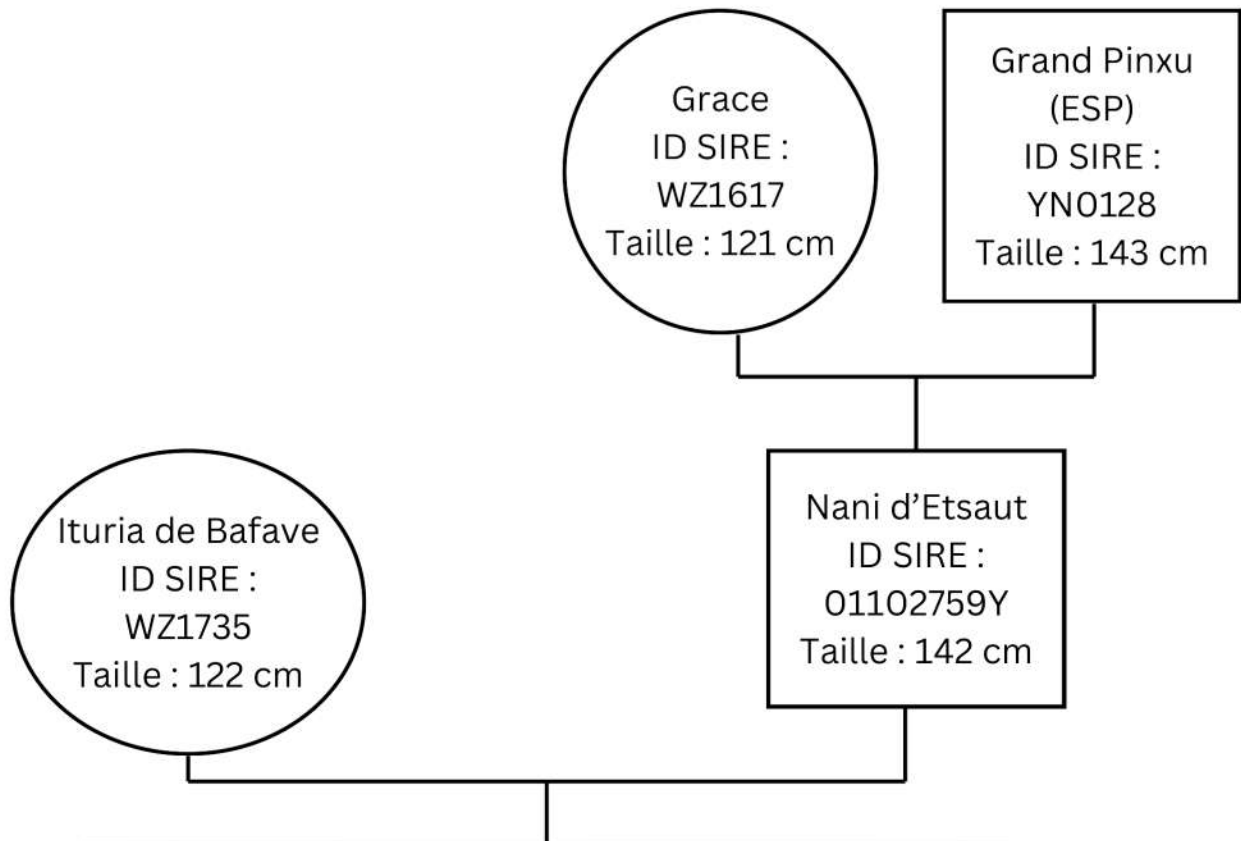 Grace
ID SIRE :
WZ1617
Taille : 121 cm
Grand Pinxu
(ESP)
ID SIRE :
YN0128
Taille : 143 cm
Ituria de Bafave
ID SIRE :
WZ1735
Taille : 122 cm
Nani d’Etsaut
ID SIRE :
01102759Y
Taille : 142 cm